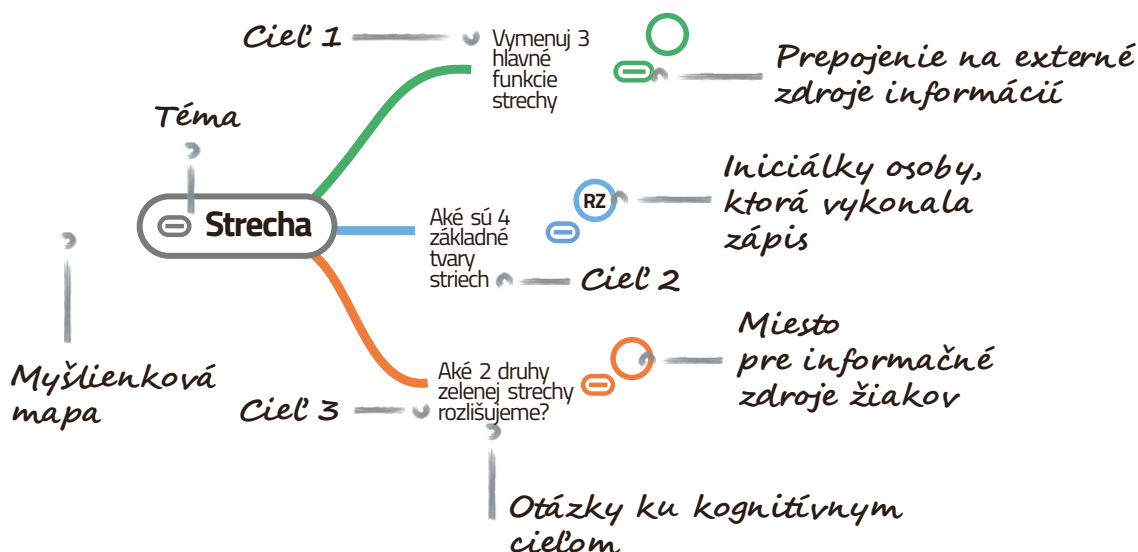 Cieľ 1
Vymenuj 3
hlavné
funkcie
strechy
Prepojenie na externé
zdroje informácií
Téma
Strecha
Iniciálky osoby,
ktorá vykonala
zápis
RZ
Aké sú 4
základné
tvary
striech
Cieľ 2
Myšlienková
mapa
Miesto
pre informačné
zdroje žiakov
Aké 2 druhy
zelenej strechy
rozlišujeme?
Cieľ 3
Otázky ku kognitívnym
cieľom